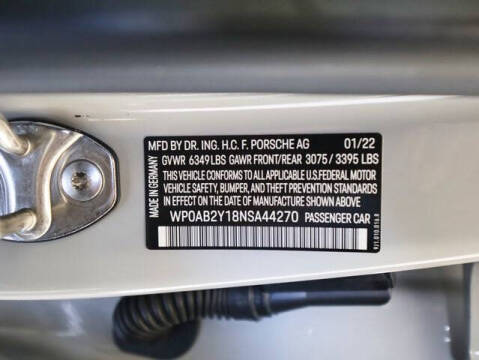 MFD BY DR. ING. H.C. F. PORSCHE AG 01/22
GVWR 6349 LBS GAWR FRONT/REAR 3075 / 3395 LBS
THIS VEHICLE CONFORMS TO ALL APPLICABLE U.S. FEDERAL MOTOR
VEHICLE SAFETY, BUMPER, AND THEFT PREVENTION STANDARDS
IN EFFECT ON THE DATE OF MANUFACTURE SHOWN ABOVE
WP0AB2Y18NSA44270 PASSENGER CAR
MADE IN GERMANY